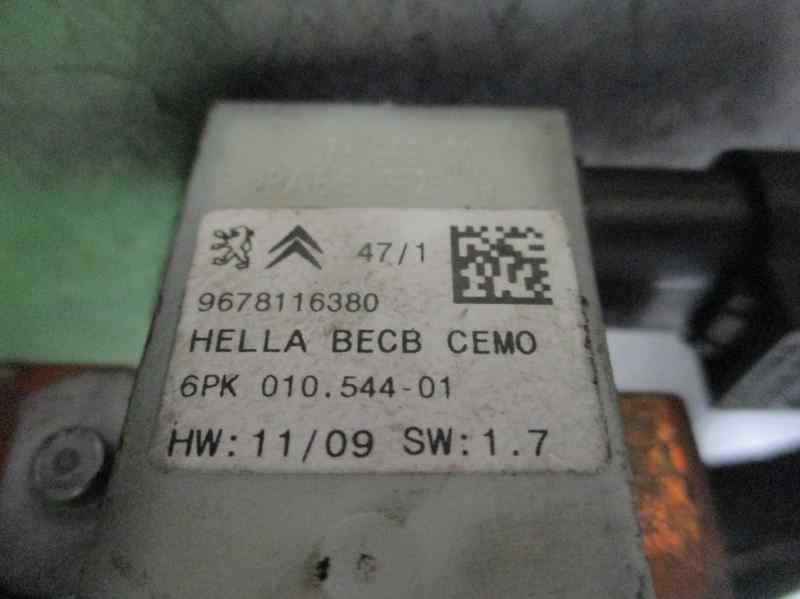 47/1
9678116380
HELLA BECB CEMO
6PK 010.544-01
HW: 11/09 SW: 1.7